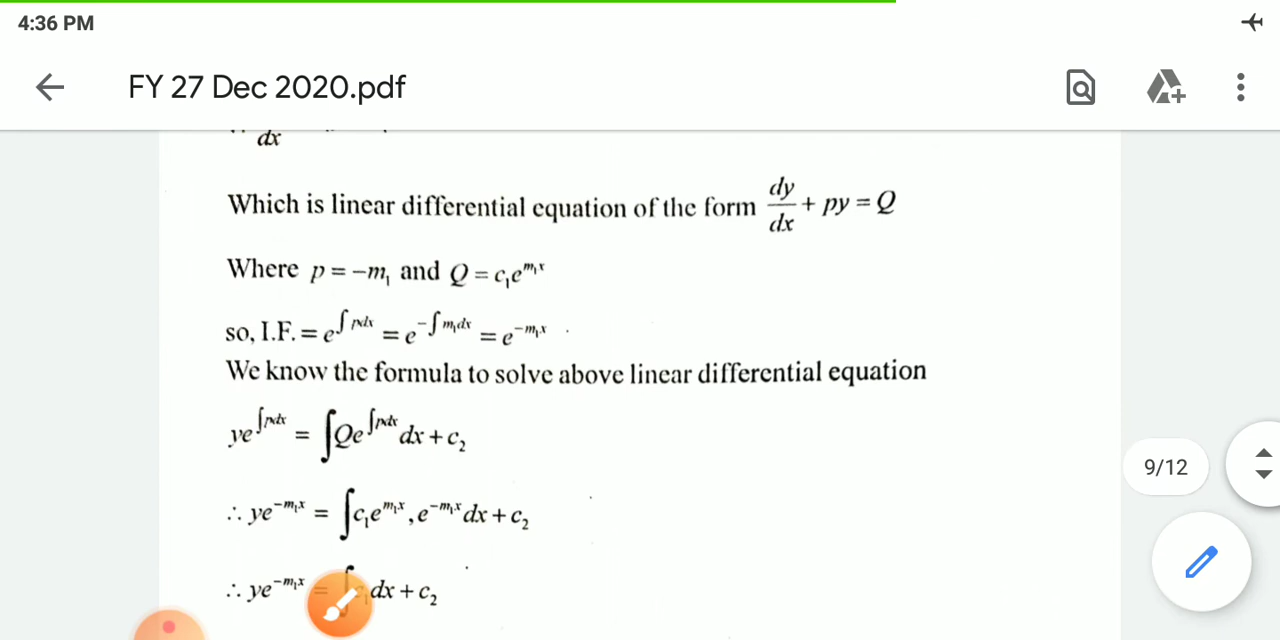 4:36 PM
FY 27 Dec 2020.pdf
dx
Which is linear differential equation of the form dy/dx + py = Q
Where p = −m₁ and Q = c₁e^{m₁x}
so, I.F. = e^{∫pdx} = e^{−∫m₁dx} = e^{−m₁x}
We know the formula to solve above linear differential equation
ye^{∫pdx} = ∫Qe^{∫pdx} dx + c₂
∴ ye^{−m₁x} = ∫c₁e^{m₁x}, e^{−m₁x} dx + c₂
9/12
∴ ye^{−m₁x} = dx + c₂